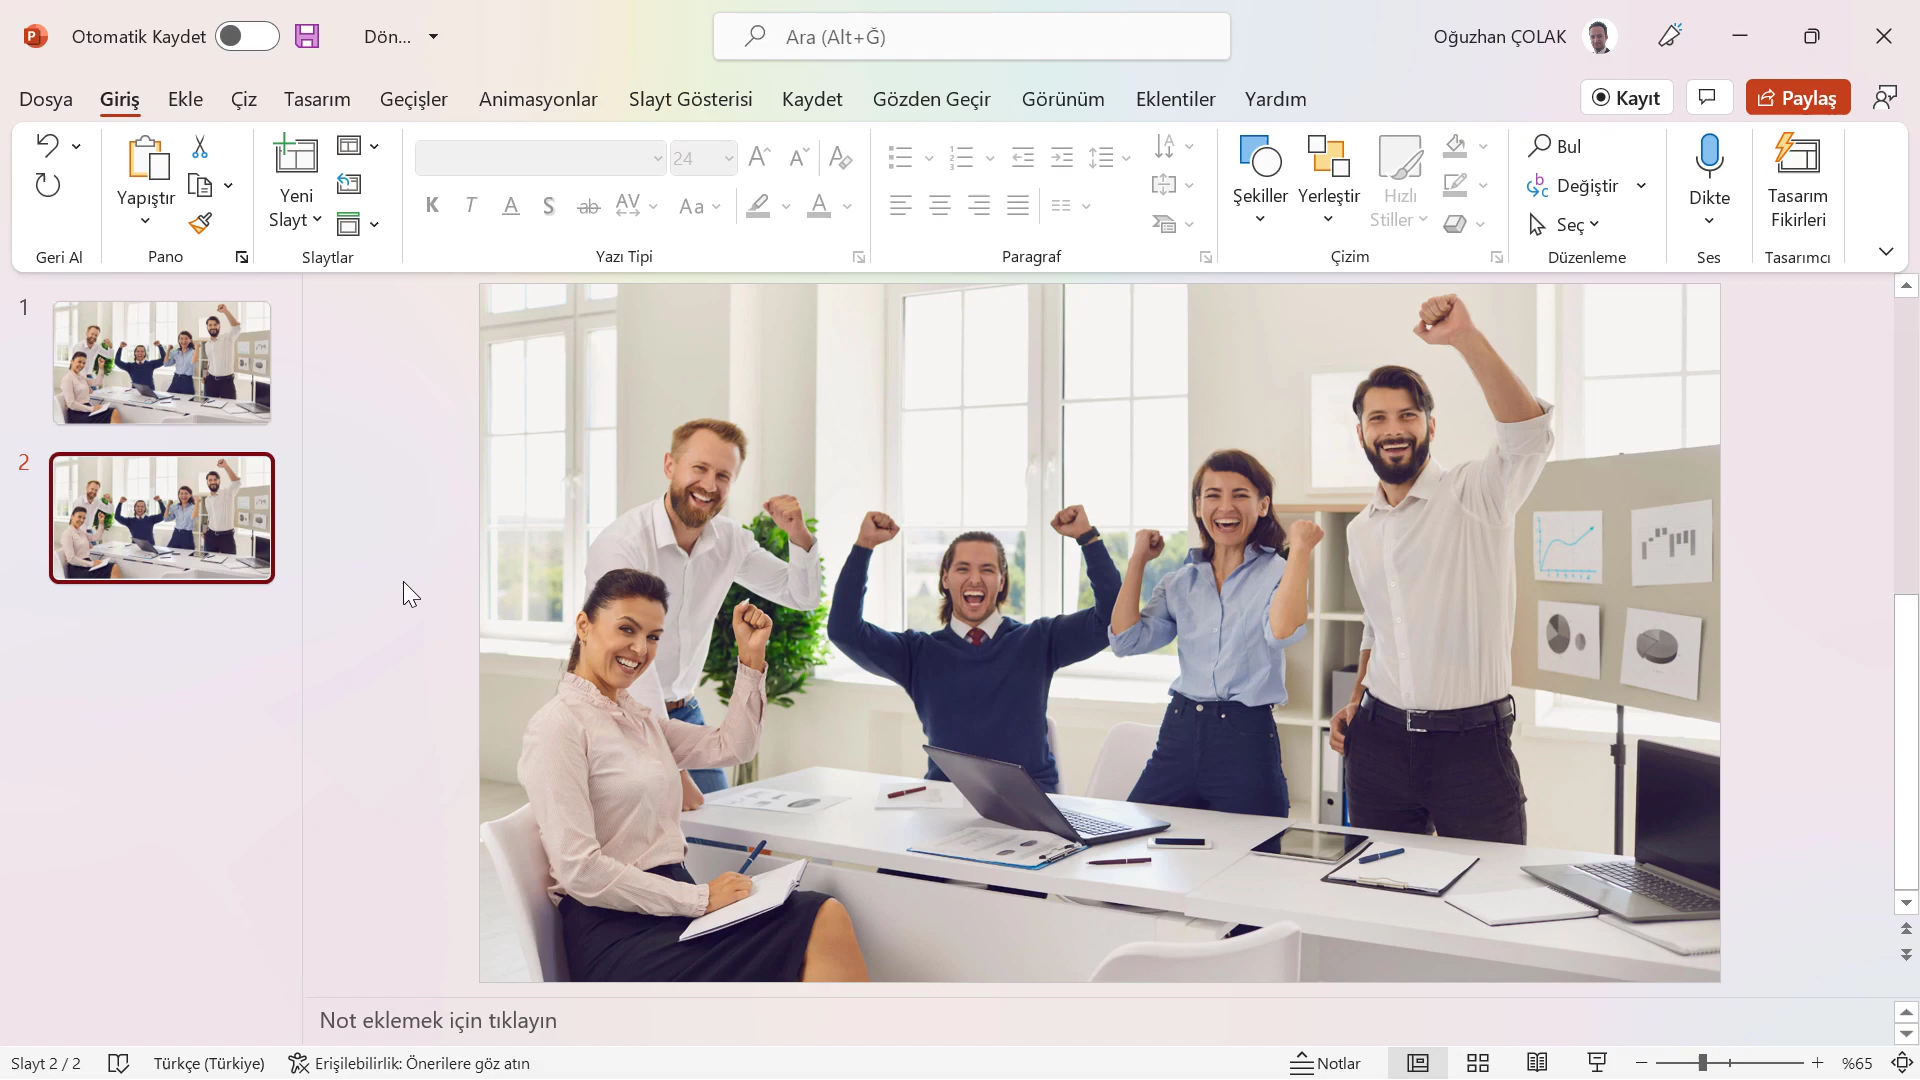 Otomatik Kaydet
Dön...
Ara (Alt+Ğ)
Oğuzhan ÇOLAK
Dosya Giriş Ekle Çiz Tasarım Geçişler Animasyonlar Slayt Gösterisi Kaydet Gözden Geçir Görünüm Eklentiler Yardım
Kayıt
Paylaş
Geri Al
Yapıştır
Pano
Yeni
Slayt
Slaytlar
24
K T A S ab AV Aa A
Yazı Tipi
Paragraf
Şekiller
Yerleştir
Hızlı
Stiller
Çizim
Bul
Değiştir
Seç
Düzenleme
Dikte
Ses
Tasarım
Fikirleri
Tasarımcı
1
2
Not eklemek için tıklayın
Slayt 2 / 2
Türkçe (Türkiye)
Erişilebilirlik: Önerilere göz atın
Notlar
%65